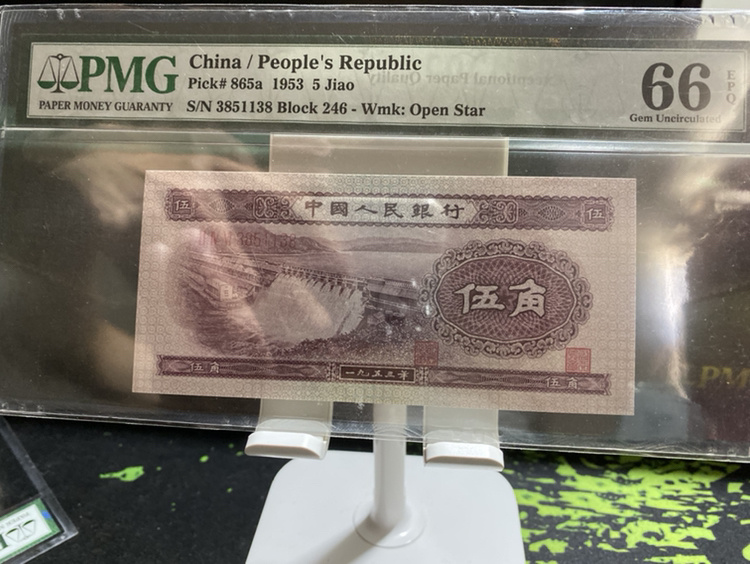 PMG
PAPER MONEY GUARANTY
China / People's Republic
Pick# 865a 1953 5 Jiao
S/N 3851138 Block 246 - Wmk: Open Star
66
EPQ
Gem Uncirculated
伍 中國人民銀行 伍
伍角
伍角 一九五三年 伍角